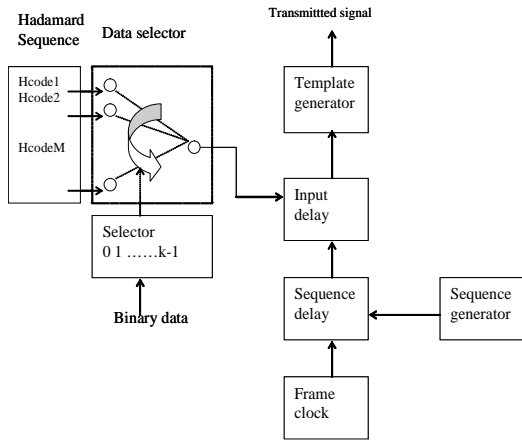 Transmittted signal
Hadamard
Sequence
Data selector
Hcode1
Hcode2
HcodeM
Template
generator
Input
delay
Selector
0 1 ......k-1
Binary data
Sequence
delay
Sequence
generator
Frame
clock